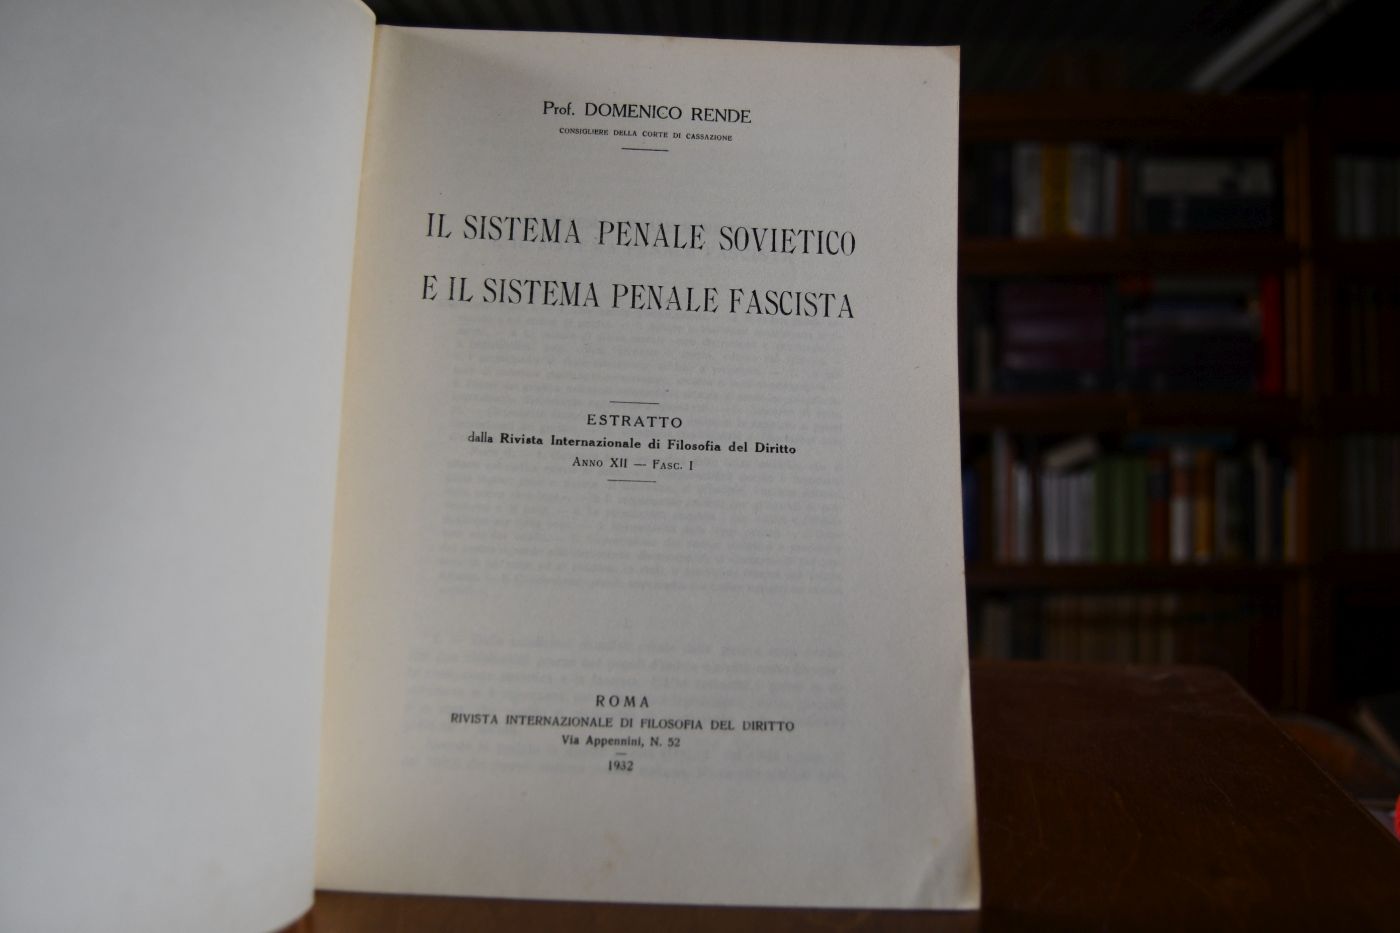 Prof. DOMENICO RENDE
CONSIGLIERE DELLA CORTE DI CASSAZIONE
IL SISTEMA PENALE SOVIETICO
E IL SISTEMA PENALE FASCISTA
ESTRATTO
dalla Rivista Internazionale di Filosofia del Diritto
ANNO XII — FASC. I
ROMA
RIVISTA INTERNAZIONALE DI FILOSOFIA DEL DIRITTO
Via Appennini, N. 52
1932